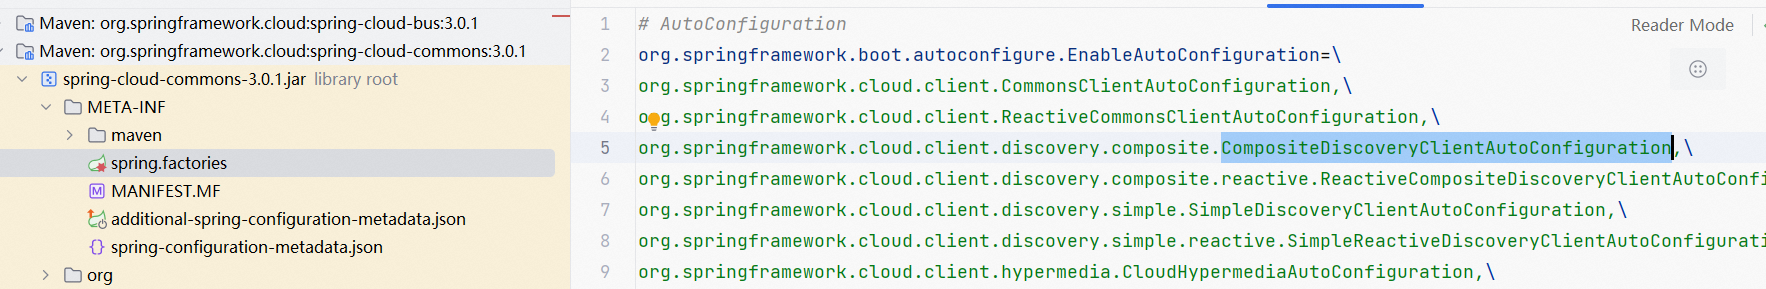 Maven: org.springframework.cloud:spring-cloud-bus:3.0.1
Maven: org.springframework.cloud:spring-cloud-commons:3.0.1
spring-cloud-commons-3.0.1.jar library root
META-INF
maven
spring.factories
MANIFEST.MF
additional-spring-configuration-metadata.json
spring-configuration-metadata.json
org
Reader Mode
1 # AutoConfiguration
2 org.springframework.boot.autoconfigure.EnableAutoConfiguration=\
3 org.springframework.cloud.client.CommonsClientAutoConfiguration,\
4 org.springframework.cloud.client.ReactiveCommonsClientAutoConfiguration,\
5 org.springframework.cloud.client.discovery.composite.CompositeDiscoveryClientAutoConfiguration,\
6 org.springframework.cloud.client.discovery.composite.reactive.ReactiveCompositeDiscoveryClientAutoConfi
7 org.springframework.cloud.client.discovery.simple.SimpleDiscoveryClientAutoConfiguration,\
8 org.springframework.cloud.client.discovery.simple.reactive.SimpleReactiveDiscoveryClientAutoConfigurati
9 org.springframework.cloud.client.hypermedia.CloudHypermediaAutoConfiguration,\